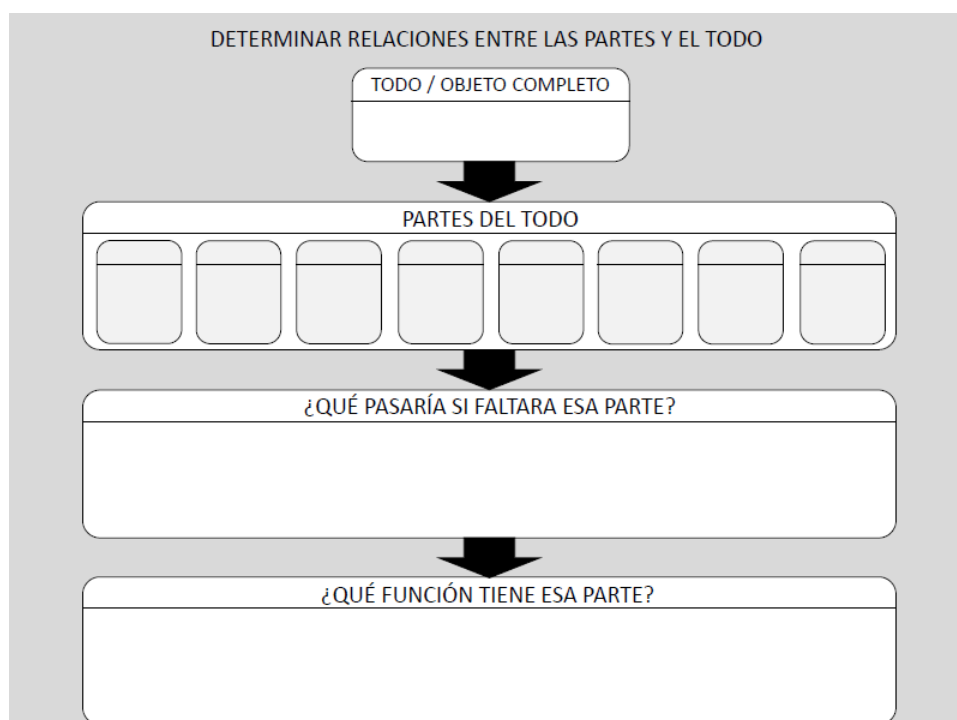 DETERMINAR RELACIONES ENTRE LAS PARTES Y EL TODO
TODO / OBJETO COMPLETO
PARTES DEL TODO
¿QUÉ PASARÍA SI FALTARA ESA PARTE?
¿QUÉ FUNCIÓN TIENE ESA PARTE?